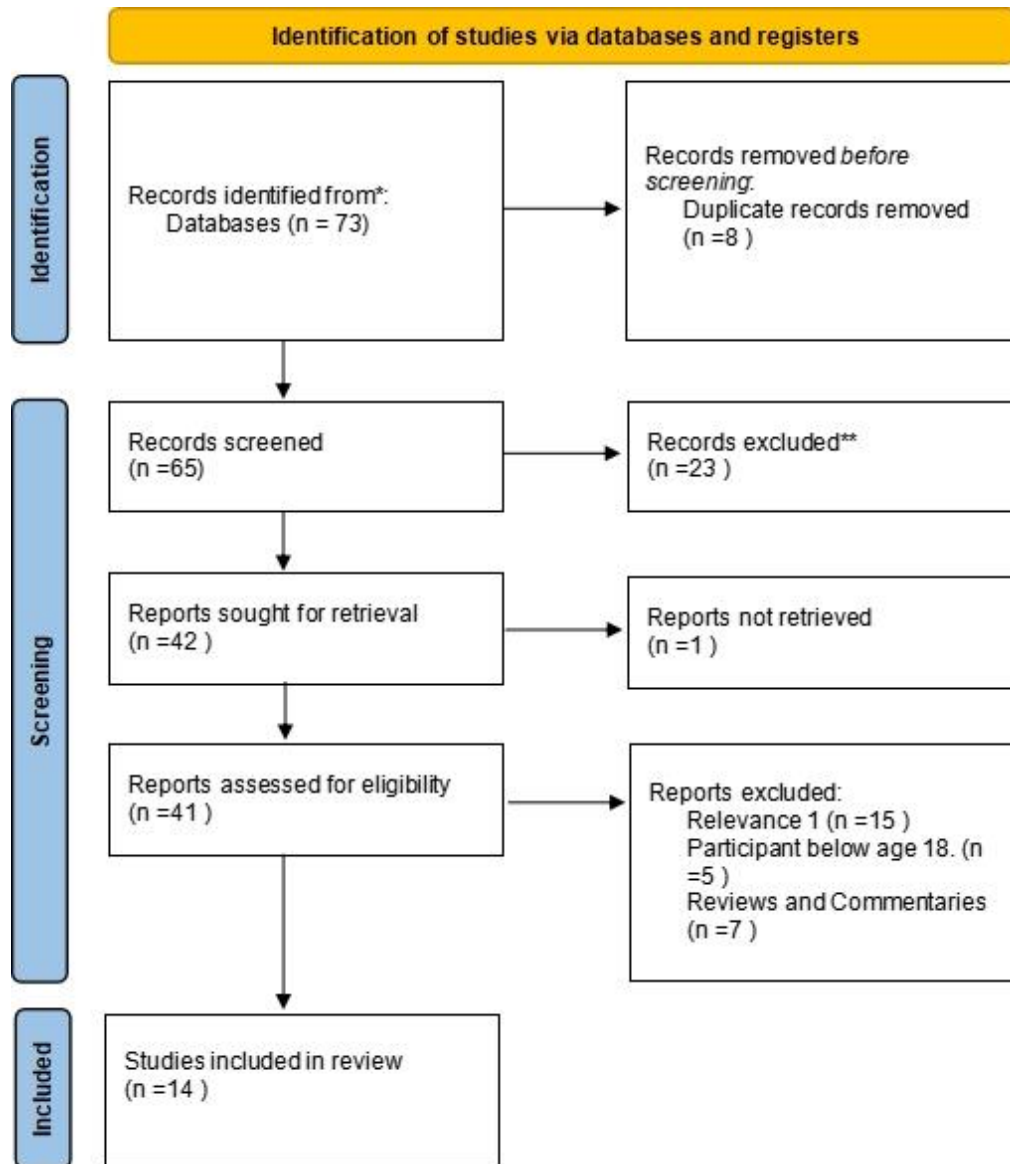 Identification of studies via databases and registers
Identification
Records identified from*:
Databases (n = 73)
Records removed before
screening:
Duplicate records removed
(n =8 )
Screening
Records screened
(n =65)
Records excluded**
(n =23 )
Reports sought for retrieval
(n =42 )
Reports not retrieved
(n =1 )
Reports assessed for eligibility
(n =41 )
Reports excluded:
Relevance 1 (n =15 )
Participant below age 18. (n
=5 )
Reviews and Commentaries
(n =7 )
Included
Studies included in review
(n =14 )